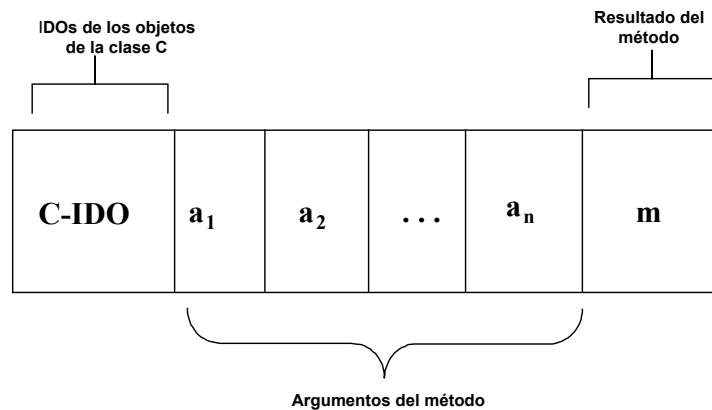 IDOs de los objetos
de la clase C
Resultado del
método
C-IDO a1 a2 ... an m
Argumentos del método